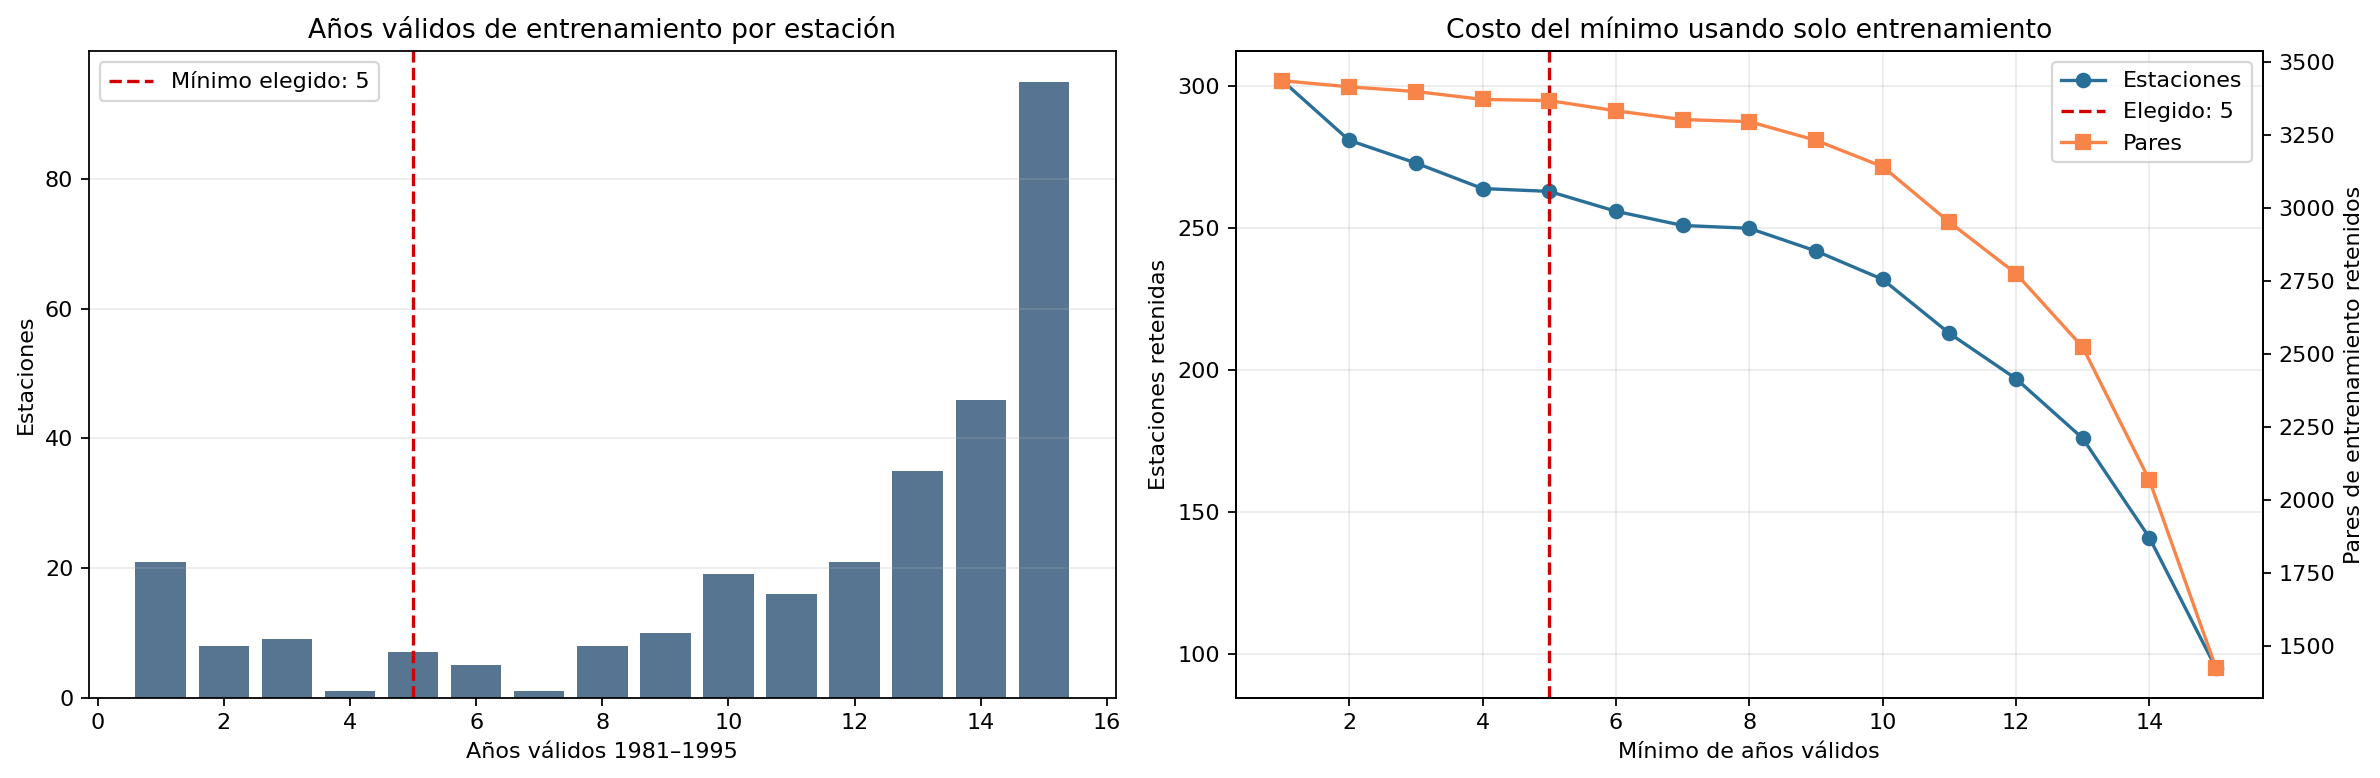 Años válidos de entrenamiento por estación
Mínimo elegido: 5
Estaciones
80
60
40
20
0
0 2 4 6 8 10 12 14 16
Años válidos 1981–1995
Costo del mínimo usando solo entrenamiento
Estaciones
Elegido: 5
Pares
Estaciones retenidas
300
250
200
150
100
2 4 6 8 10 12 14
Mínimo de años válidos
3500
3250
3000
2750
2500
2250
2000
1750
1500
Pares de entrenamiento retenidos